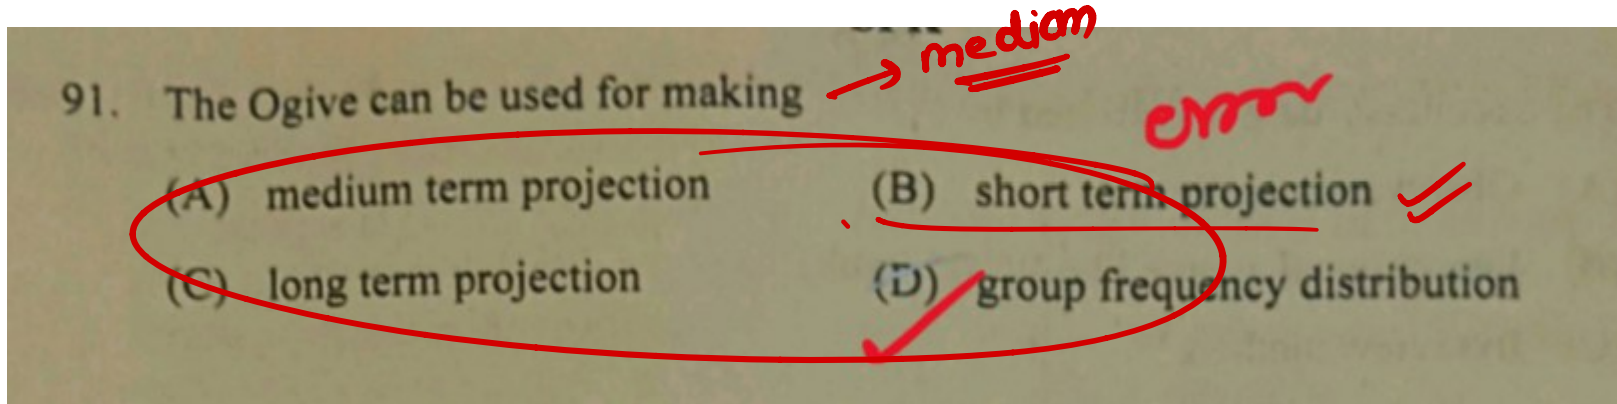 median
91. The Ogive can be used for making
error
(A) medium term projection (B) short term projection
(C) long term projection (D) group frequency distribution